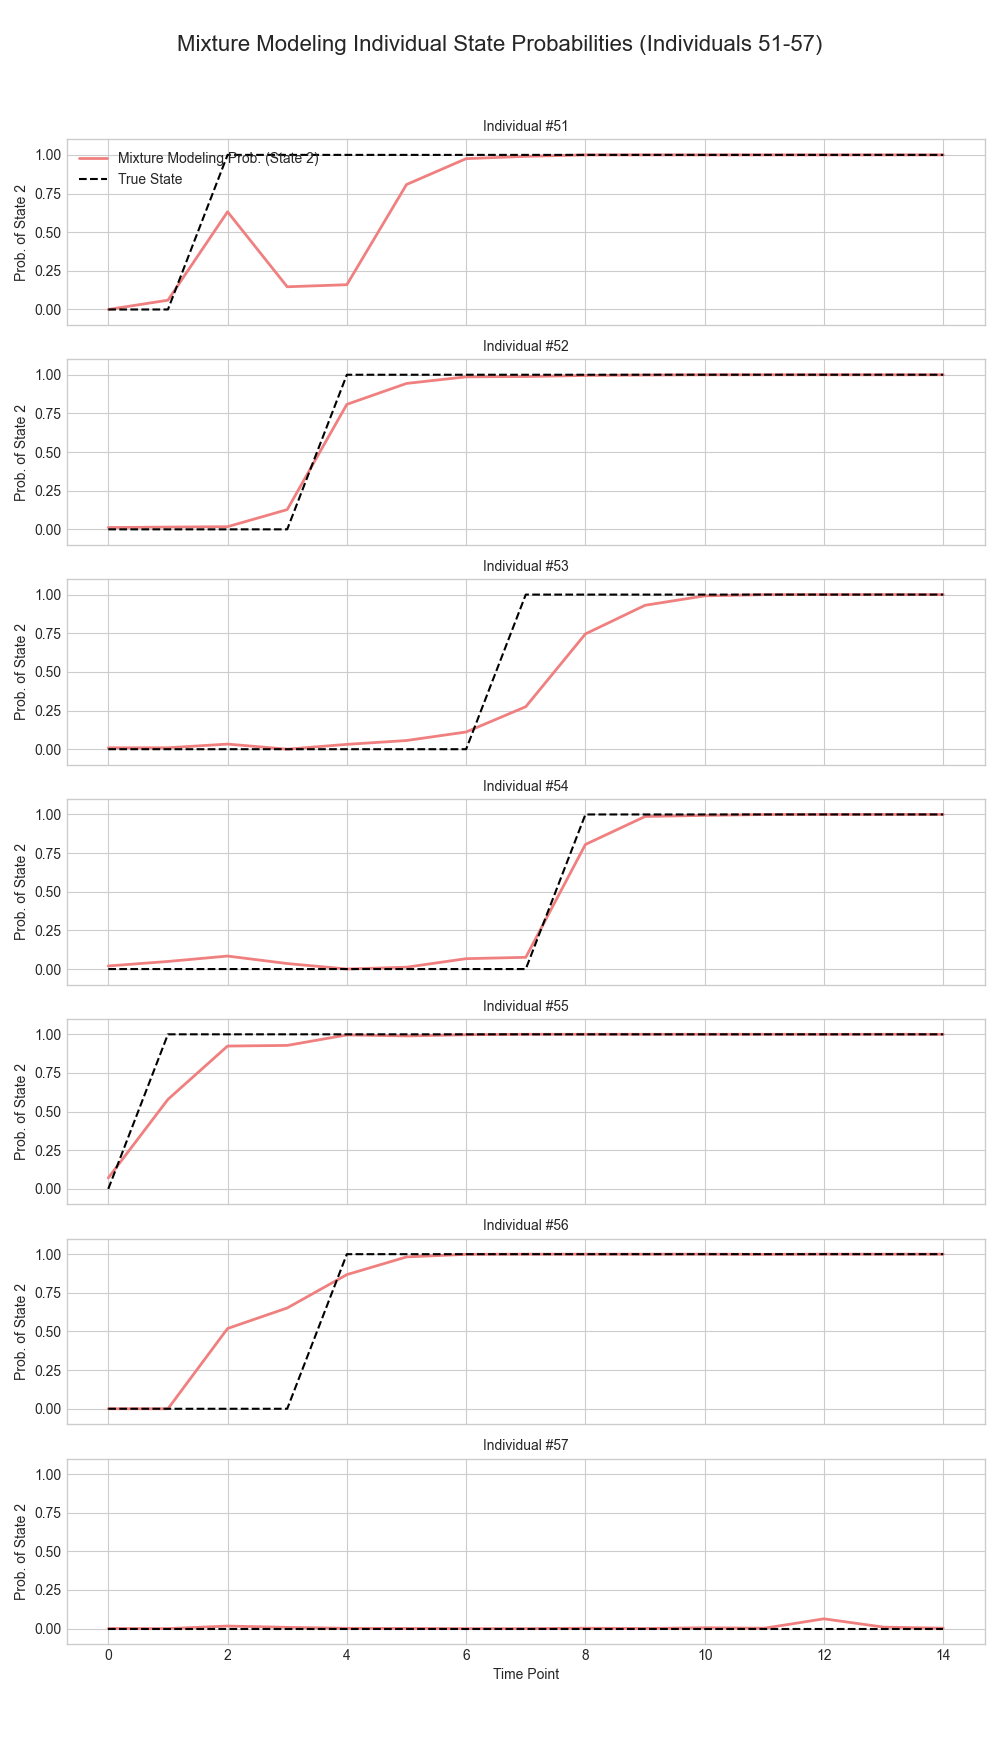 Mixture Modeling Individual State Probabilities (Individuals 51-57)
Individual #51
Prob. of State 2
1.00
0.75
0.50
0.25
0.00
Mixture Modeling Prob. (State 2)
True State
Individual #52
Prob. of State 2
1.00
0.75
0.50
0.25
0.00
Individual #53
Prob. of State 2
1.00
0.75
0.50
0.25
0.00
Individual #54
Prob. of State 2
1.00
0.75
0.50
0.25
0.00
Individual #55
Prob. of State 2
1.00
0.75
0.50
0.25
0.00
Individual #56
Prob. of State 2
1.00
0.75
0.50
0.25
0.00
Individual #57
Prob. of State 2
1.00
0.75
0.50
0.25
0.00
0 2 4 6 8 10 12 14
Time Point